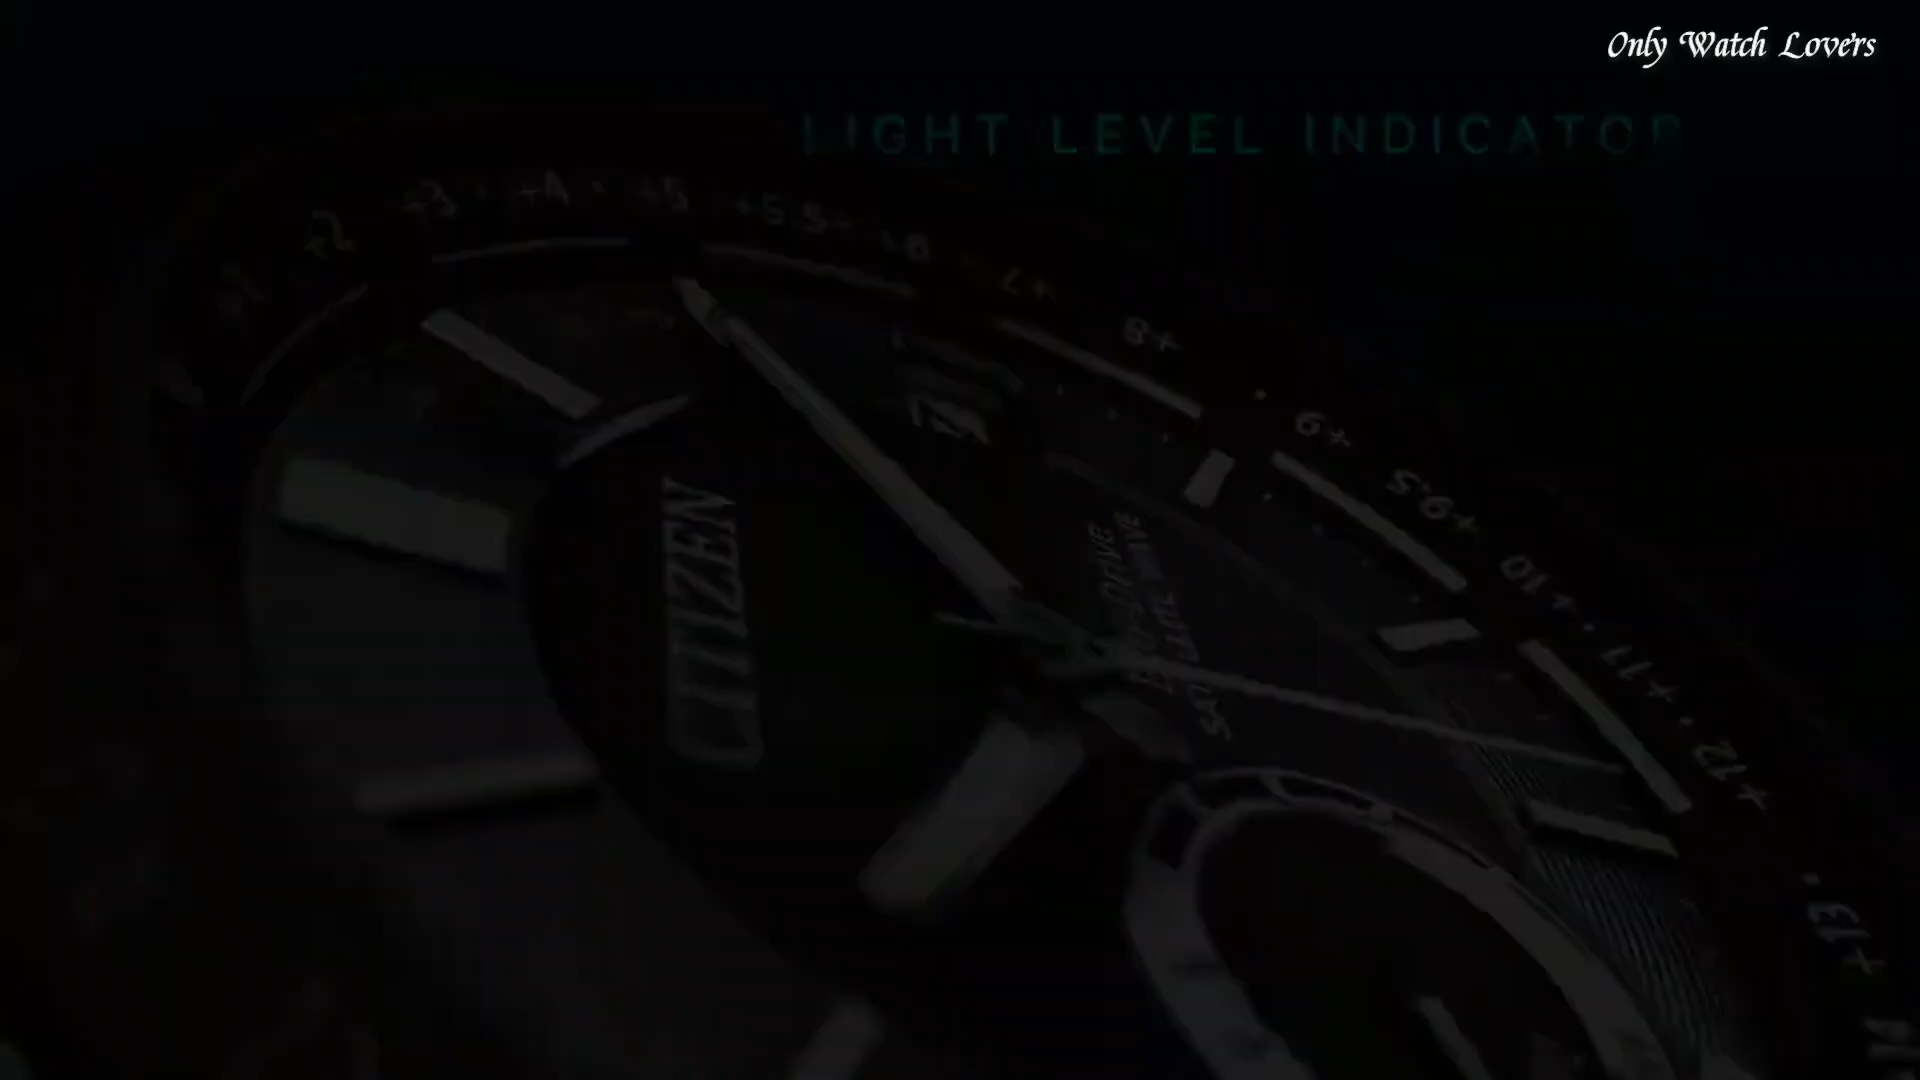 Only Watch Lovers
LIGHT LEVEL INDICATOR
+3 +4 +5 +5.5 +6 +7 +8 +9 +9.5 +10 +11 +12 +13
CITIZEN